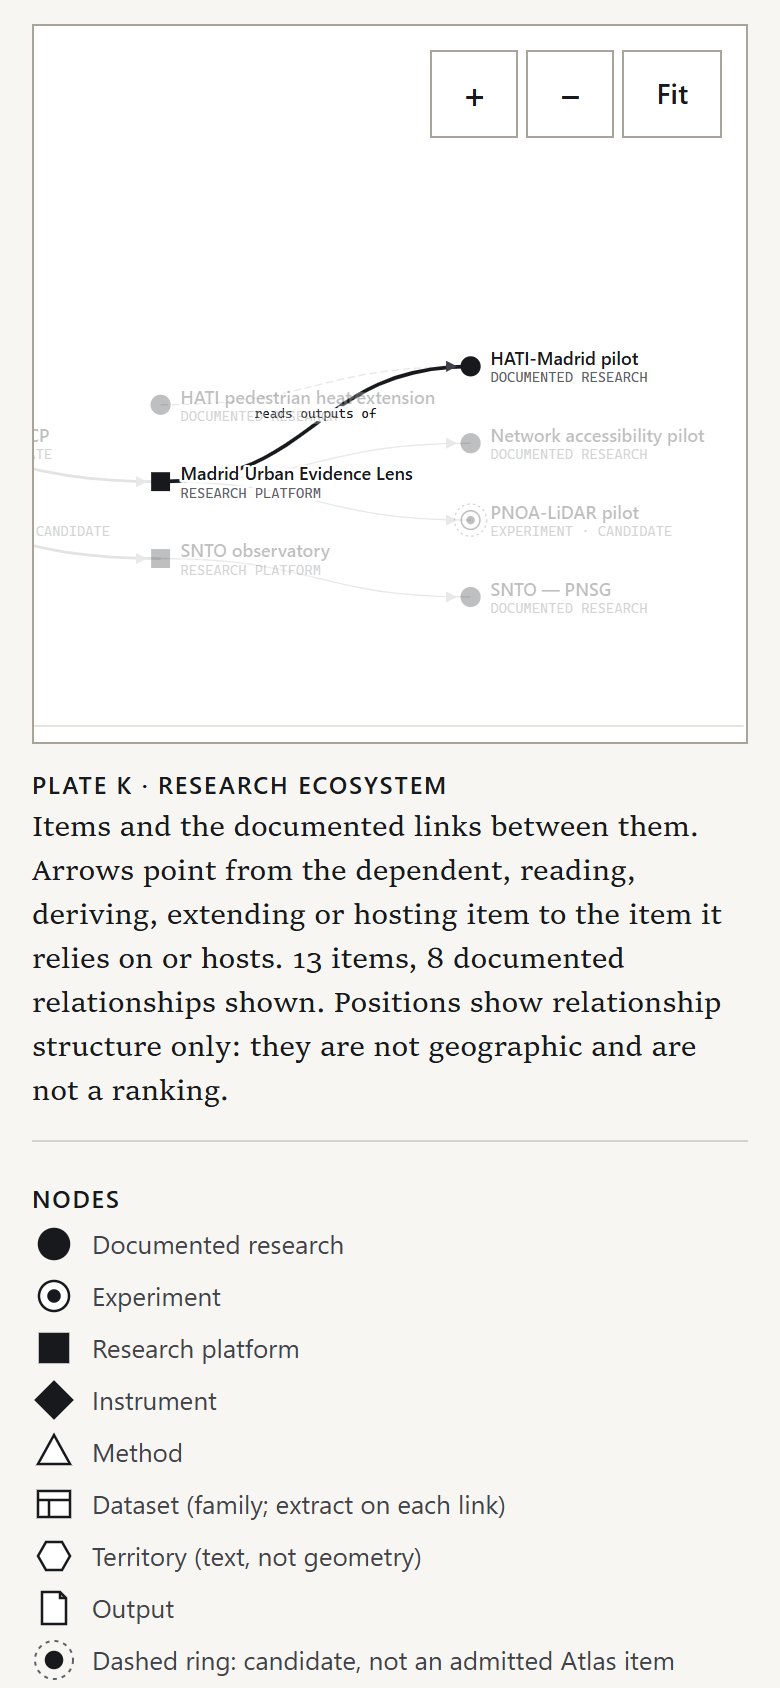 +
−
Fit
HATI-Madrid pilot
DOCUMENTED RESEARCH
HATI pedestrian heat extension
DOCUMENTED RESEARCH
reads outputs of
CP
TE
Network accessibility pilot
DOCUMENTED RESEARCH
Madrid Urban Evidence Lens
RESEARCH PLATFORM
PNOA-LiDAR pilot
EXPERIMENT · CANDIDATE
CANDIDATE
SNTO observatory
RESEARCH PLATFORM
SNTO — PNSG
DOCUMENTED RESEARCH
PLATE K · RESEARCH ECOSYSTEM
Items and the documented links between them.
Arrows point from the dependent, reading,
deriving, extending or hosting item to the item it
relies on or hosts. 13 items, 8 documented
relationships shown. Positions show relationship
structure only: they are not geographic and are
not a ranking.
NODES
Documented research
Experiment
Research platform
Instrument
Method
Dataset (family; extract on each link)
Territory (text, not geometry)
Output
Dashed ring: candidate, not an admitted Atlas item